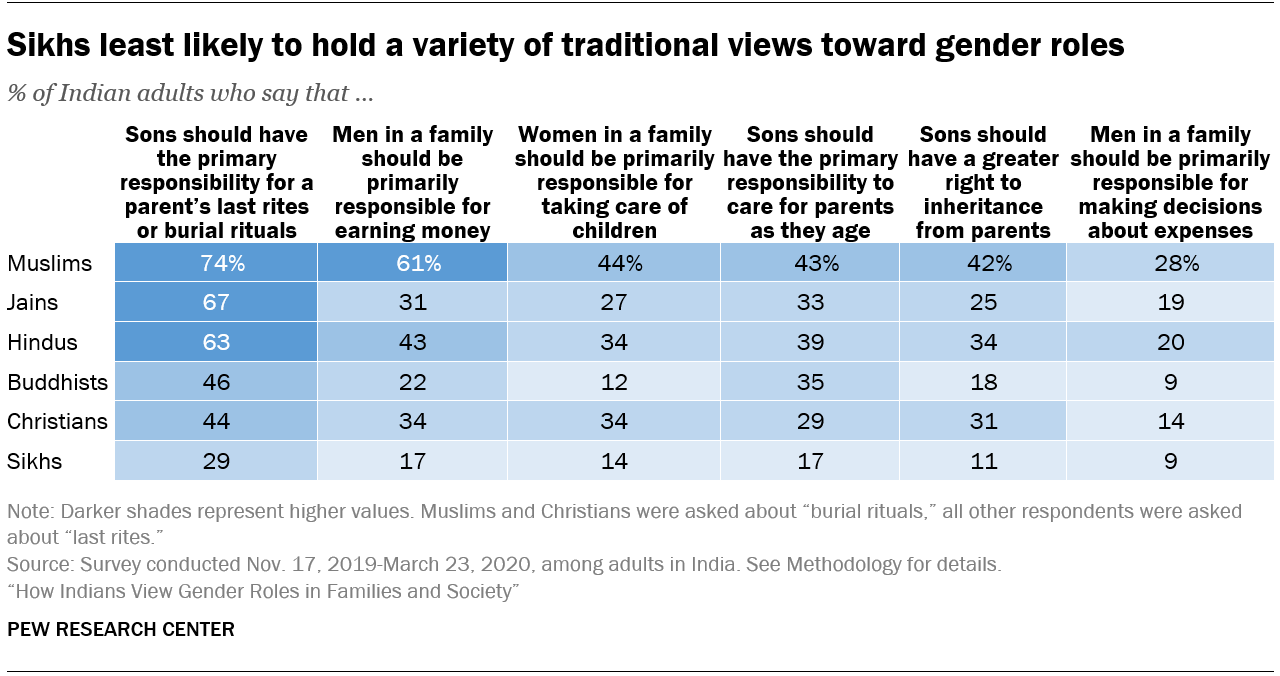 Sikhs least likely to hold a variety of traditional views toward gender roles
% of Indian adults who say that ...
Sons should have
the primary
responsibility for a
parent’s last rites
or burial rituals
Men in a family
should be
primarily
responsible for
earning money
Women in a family
should be primarily
responsible for
taking care of
children
Sons should
have the primary
responsibility to
care for parents
as they age
Sons should
have a greater
right to
inheritance
from parents
Men in a family
should be primarily
responsible for
making decisions
about expenses
Muslims 74% 61% 44% 43% 42% 28%
Jains 67 31 27 33 25 19
Hindus 63 43 34 39 34 20
Buddhists 46 22 12 35 18 9
Christians 44 34 34 29 31 14
Sikhs 29 17 14 17 11 9
Note: Darker shades represent higher values. Muslims and Christians were asked about “burial rituals,” all other respondents were asked
about “last rites.”
Source: Survey conducted Nov. 17, 2019-March 23, 2020, among adults in India. See Methodology for details.
“How Indians View Gender Roles in Families and Society”
PEW RESEARCH CENTER